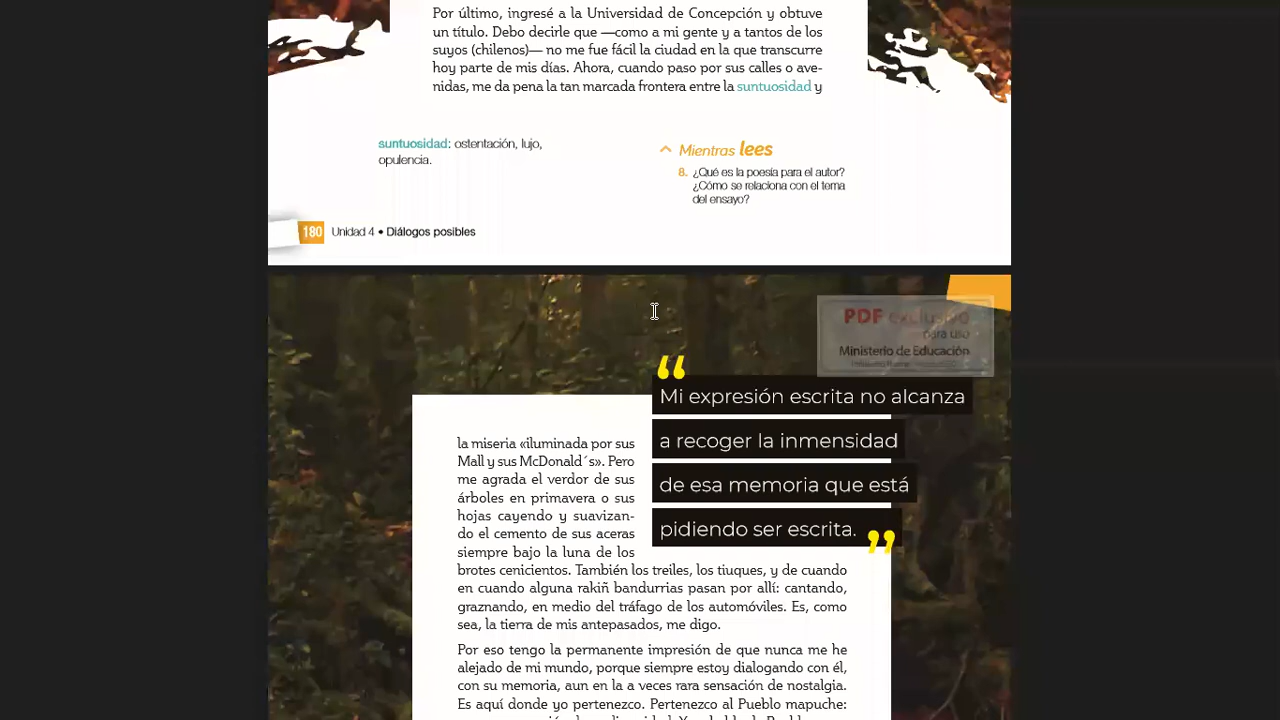 Por último, ingresé a la Universidad de Concepción y obtuve
un título. Debo decirle que —como a mi gente y a tantos de los
suyos (chilenos)— no me fue fácil la ciudad en la que transcurre
hoy parte de mis días. Ahora, cuando paso por sus calles o ave-
nidas, me da pena la tan marcada frontera entre la suntuosidad y
suntuosidad: ostentación, lujo,
opulencia.
Mientras lees
8. ¿Qué es la poesía para el autor?
¿Cómo se relaciona con el tema
del ensayo?
180 Unidad 4 • Diálogos posibles
PDF exclusivo
para uso
Ministerio de Educación
“
Mi expresión escrita no alcanza
a recoger la inmensidad
de esa memoria que está
pidiendo ser escrita.
”
la miseria «iluminada por sus
Mall y sus McDonald´s». Pero
me agrada el verdor de sus
árboles en primavera o sus
hojas cayendo y suavizan-
do el cemento de sus aceras
siempre bajo la luna de los
brotes cenicientos. También los treiles, los tiuques, y de cuando
en cuando alguna rakiñ bandurrias pasan por allí: cantando,
graznando, en medio del tráfago de los automóviles. Es, como
sea, la tierra de mis antepasados, me digo.
Por eso tengo la permanente impresión de que nunca me he
alejado de mi mundo, porque siempre estoy dialogando con él,
con su memoria, aun en la a veces rara sensación de nostalgia.
Es aquí donde yo pertenezco. Pertenezco al Pueblo mapuche: